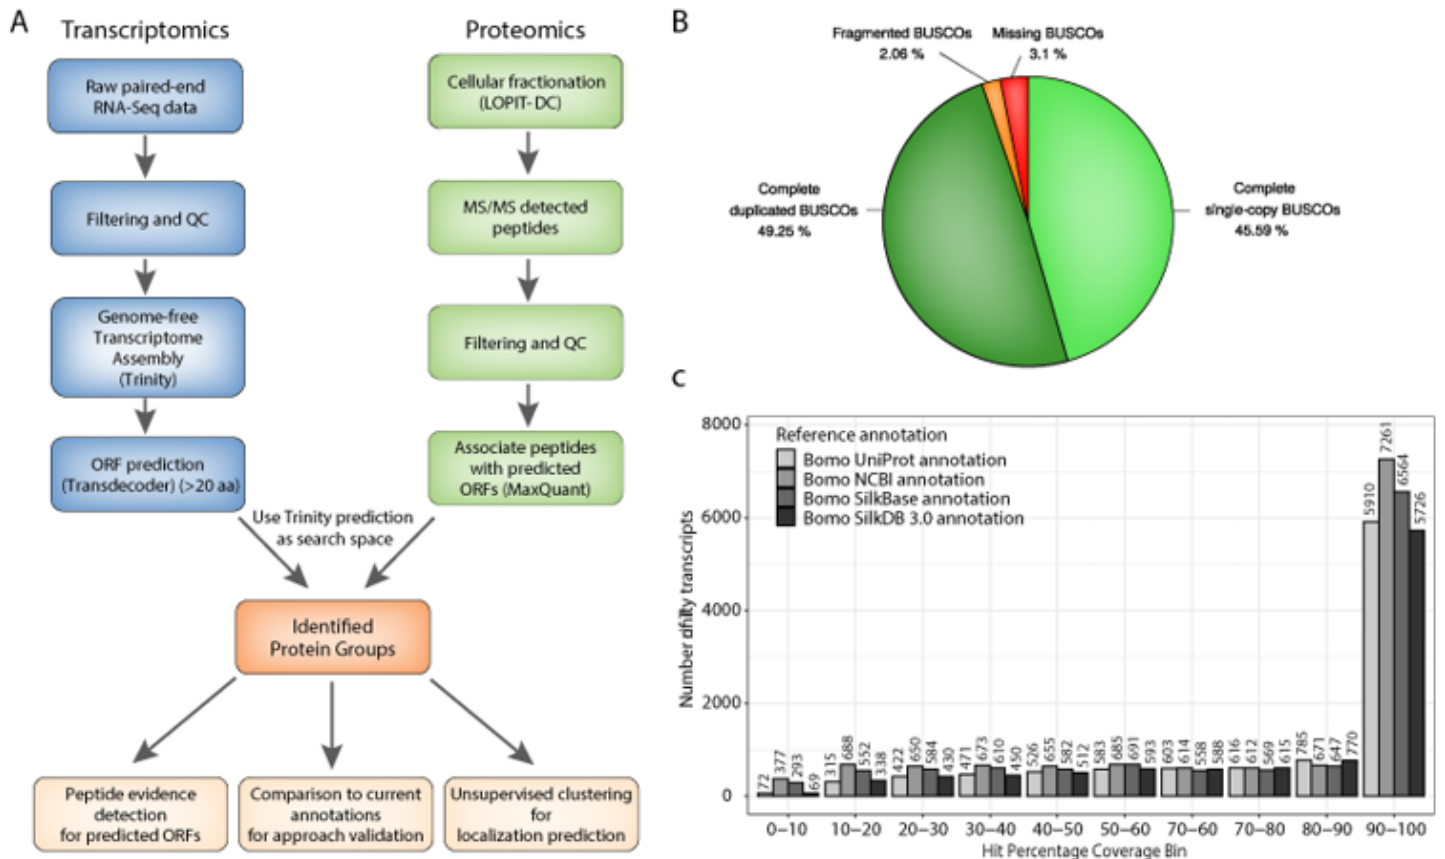 A
Transcriptomics
Proteomics
Raw paired-end
RNA-Seq data
Filtering and QC
Genome-free
Transcriptome
Assembly
(Trinity)
ORF prediction
(Transdecoder) (>20 aa)
Cellular fractionation
(LOPIT- DC)
MS/MS detected
peptides
Filtering and QC
Associate peptides
with predicted
ORFs (MaxQuant)
Use Trinity prediction
as search space
Identified
Protein Groups
Peptide evidence
detection
for predicted ORFs
Comparison to current
annotations
for approach validation
Unsupervised clustering
for
localization prediction
B
Fragmented BUSCOs
2.06 %
Missing BUSCOs
3.1 %
Complete
duplicated BUSCOs
49.25 %
Complete
single-copy BUSCOs
45.59 %
C
Number transcripts
8000
6000
4000
2000
0
Reference annotation
Bomo UniProt annotation
Bomo NCBI annotation
Bomo SilkBase annotation
Bomo SilkDB 3.0 annotation
72
377
293
69
315
688
552
338
422
650
584
430
471
673
610
450
526
655
582
512
583
685
691
593
603
614
558
588
616
612
569
615
785
671
647
770
5910
7261
6564
5726
0–10
10–20
20–30
30–40
40–50
50–60
70–60
70–80
80–90
90–100
Hit Percentage Coverage Bin